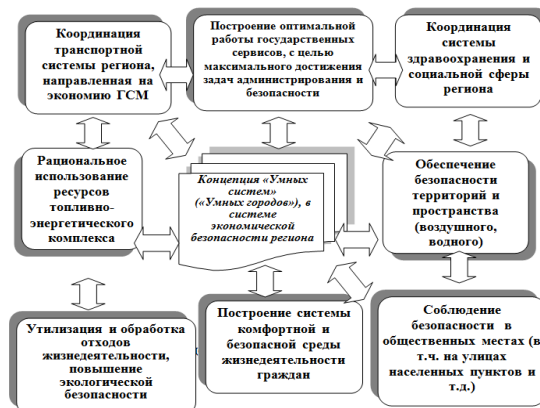 Координация
транспортной
системы региона,
направленная на
экономию ГСМ
Построение оптимальной
работы государственных
сервисов, с целью
максимального достижения
задач администрирования и
безопасности
Координация
системы
здравоохранения и
социальной сферы
региона
Рациональное
использование
ресурсов
топливно-
энергетического
комплекса
Концепция «Умных
систем»
(«Умных городов»), в
системе
экономической
безопасности региона
Обеспечение
безопасности
территорий и
пространства
(воздушного,
водного)
Утилизация и обработка
отходов
жизнедеятельности,
повышение
экологической
безопасности
Построение системы
комфортной и
безопасной среды
жизнедеятельности
граждан
Соблюдение
безопасности в
общественных местах (в
т.ч. на улицах
населенных пунктов и
т.д.)